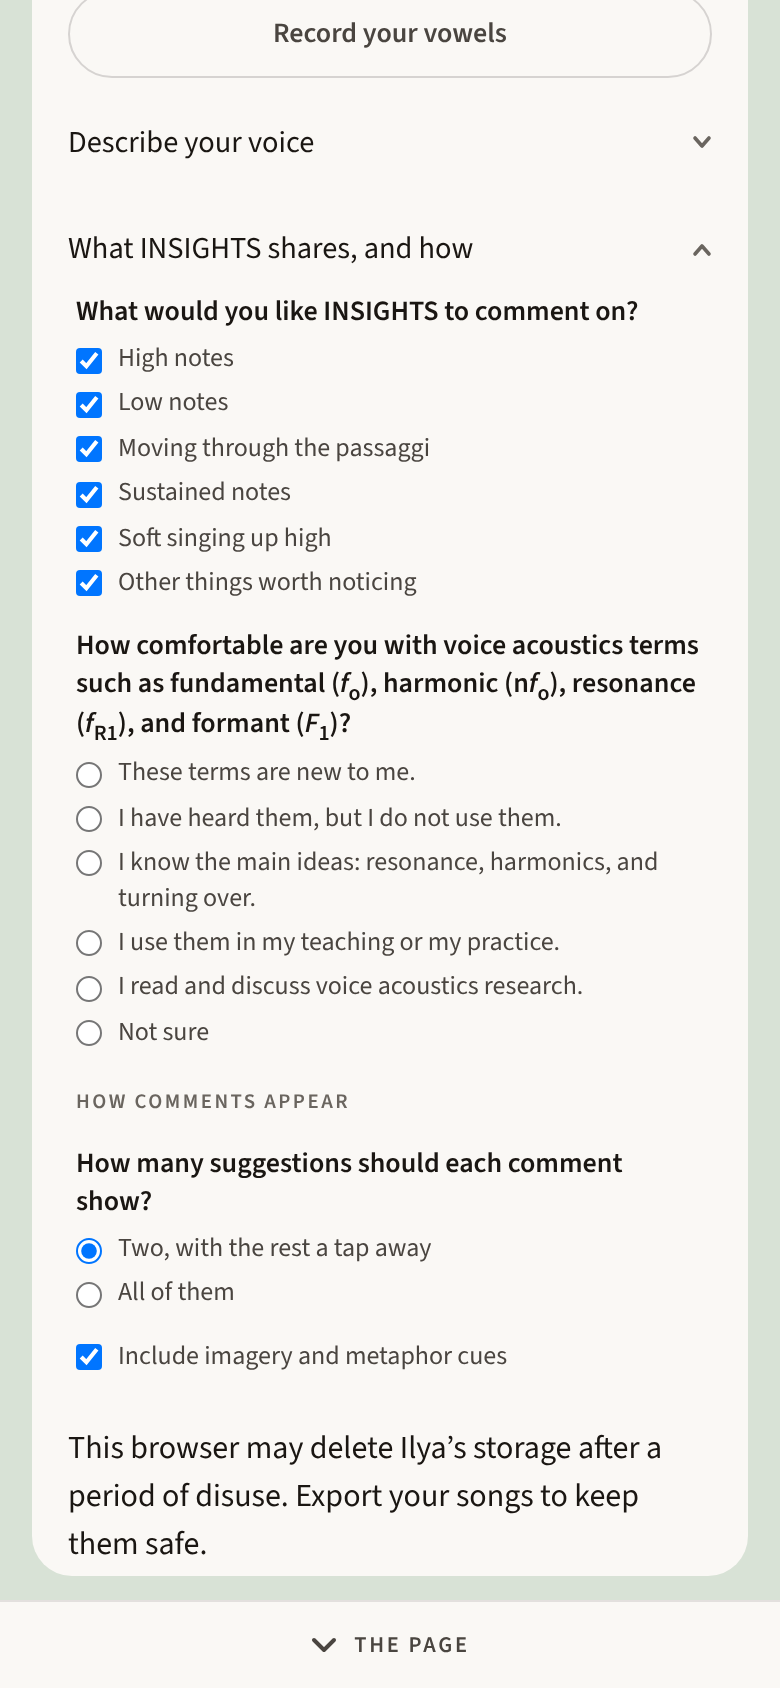 Record your vowels
Describe your voice
What INSIGHTS shares, and how
What would you like INSIGHTS to comment on?
High notes
Low notes
Moving through the passaggi
Sustained notes
Soft singing up high
Other things worth noticing
How comfortable are you with voice acoustics terms
such as fundamental (fo), harmonic (nfo), resonance
(fR1), and formant (F1)?
These terms are new to me.
I have heard them, but I do not use them.
I know the main ideas: resonance, harmonics, and
turning over.
I use them in my teaching or my practice.
I read and discuss voice acoustics research.
Not sure
HOW COMMENTS APPEAR
How many suggestions should each comment
show?
Two, with the rest a tap away
All of them
Include imagery and metaphor cues
This browser may delete Ilya’s storage after a
period of disuse. Export your songs to keep
them safe.
THE PAGE